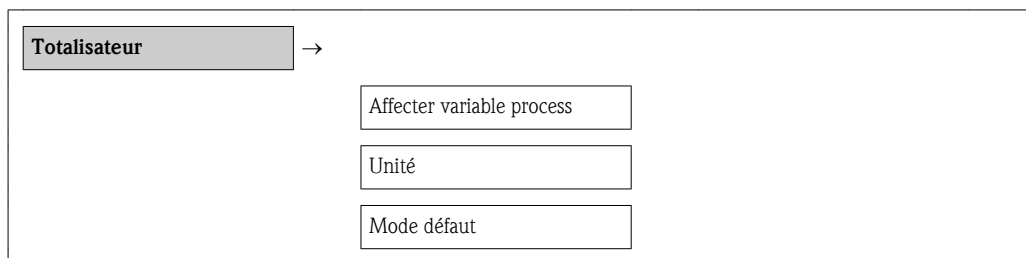 Totalisateur →
Affecter variable process
Unité
Mode défaut